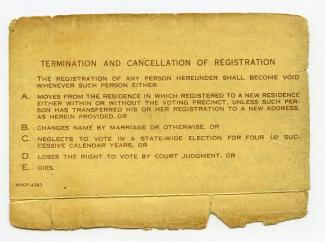 TERMINATION AND CANCELLATION OF REGISTRATION
THE REGISTRATION OF ANY PERSON HEREUNDER SHALL BECOME VOID
WHENEVER SUCH PERSON EITHER
A. MOVES FROM THE RESIDENCE IN WHICH REGISTERED TO A NEW RESIDENCE
EITHER WITHIN OR WITHOUT THE VOTING PRECINCT, UNLESS SUCH PER-
SON HAS TRANSFERRED HIS OR HER REGISTRATION TO A NEW ADDRESS,
AS HEREIN PROVIDED, OR
B. CHANGES NAME BY MARRIAGE OR OTHERWISE, OR
C. NEGLECTS TO VOTE IN A STATE-WIDE ELECTION FOR FOUR (4) SUC-
CESSIVE CALENDAR YEARS, OR
D. LOSES THE RIGHT TO VOTE BY COURT JUDGMENT, OR
E. DIES.